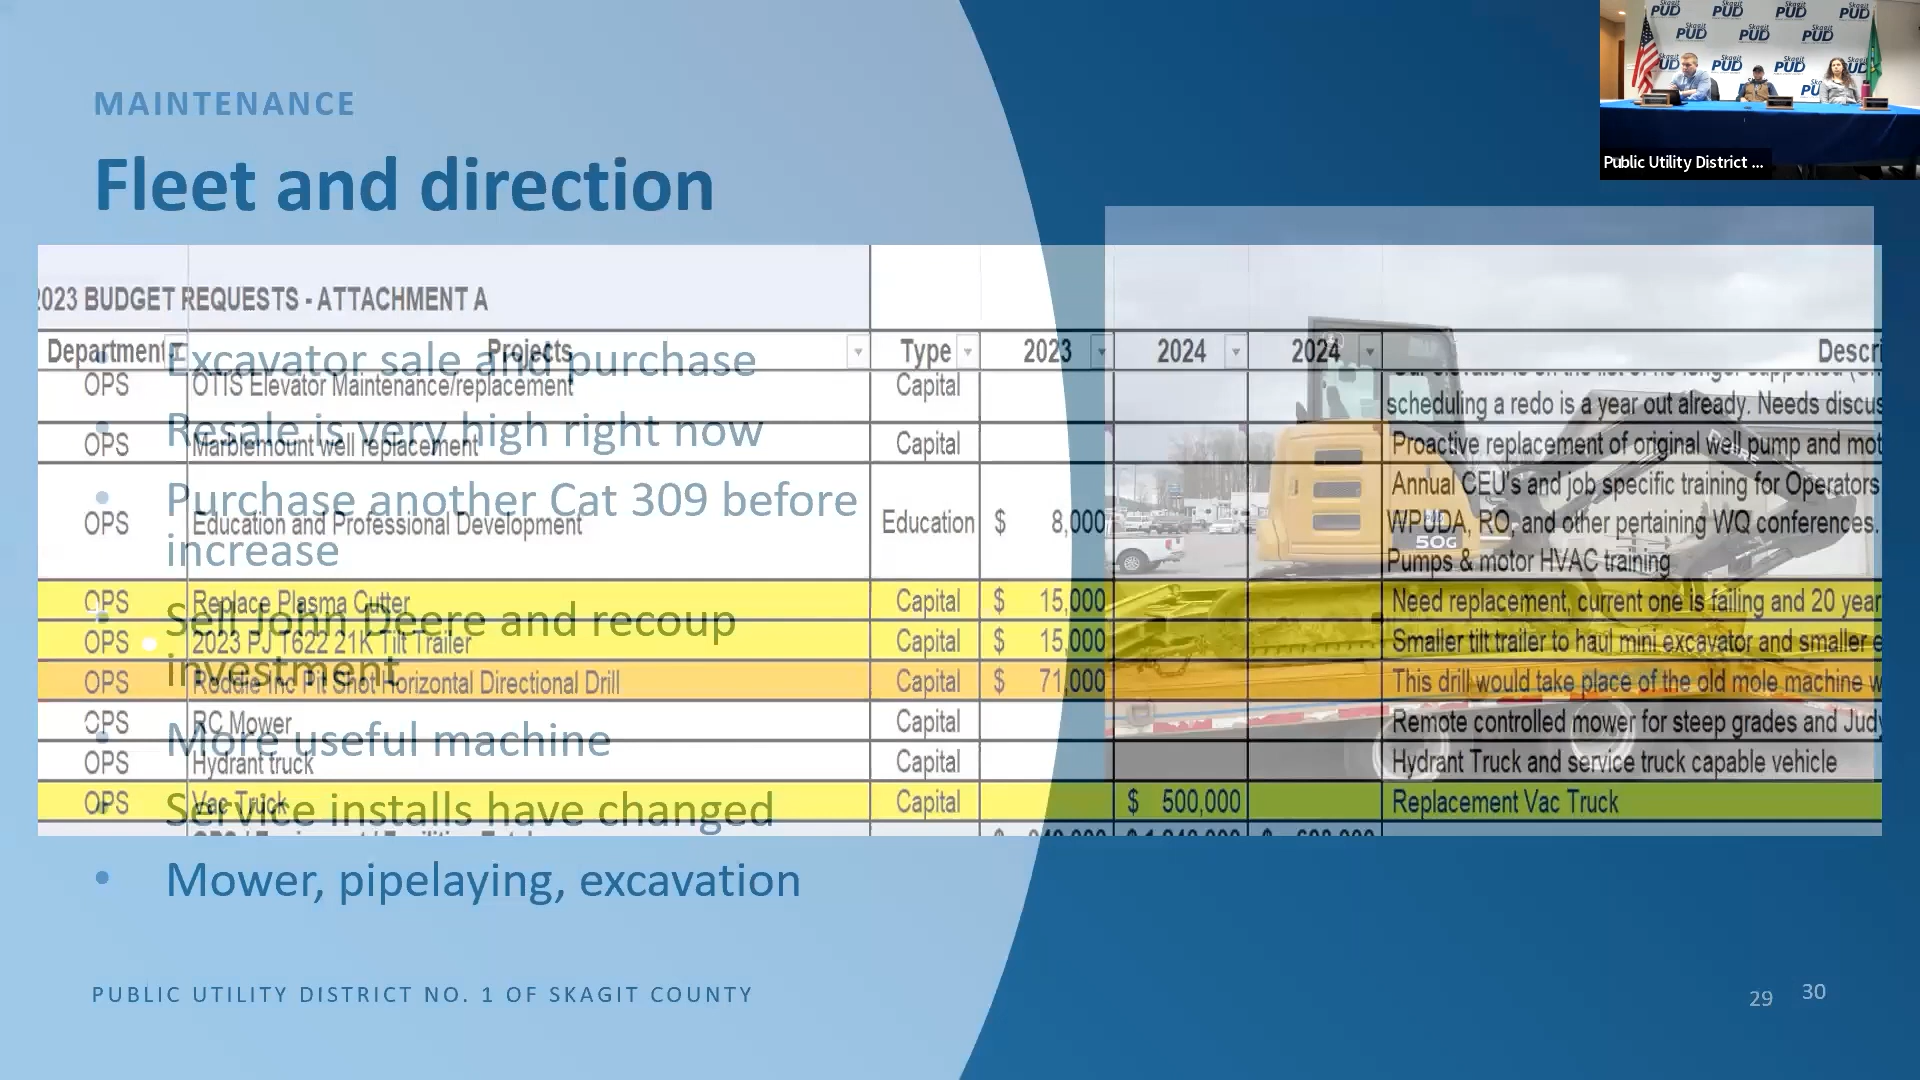 MAINTENANCE
Fleet and direction
2023 BUDGET REQUESTS - ATTACHMENT A
Department Projects Type 2023 2024 2024 Descri
OPS OTIS Elevator Maintenance/replacement Capital
scheduling a redo is a year out already. Needs discus
OPS Marblemount well replacement Capital Proactive replacement of original well pump and mot
OPS Education and Professional Development Education $ 8,000 Annual CEU's and job specific training for Operators
WPUDA, RO, and other pertaining WQ conferences.
Pumps & motor HVAC training
OPS Replace Plasma Cutter Capital $ 15,000 Need replacement, current one is failing and 20 year
OPS 2023 PJ T622 21K Tilt Trailer Capital $ 15,000 Smaller tilt trailer to haul mini excavator and smaller e
OPS Roddie Inc Pit Shot Horizontal Directional Drill Capital $ 71,000 This drill would take place of the old mole machine w
OPS RC Mower Capital Remote controlled mower for steep grades and Judy
OPS Hydrant truck Capital Hydrant Truck and service truck capable vehicle
OPS Vac Truck Capital $ 500,000 Replacement Vac Truck
• Excavator sale and purchase
• Resale is very high right now
• Purchase another Cat 309 before
increase
• Sell John Deere and recoup
investment
• More useful machine
• Service installs have changed
• Mower, pipelaying, excavation
DEERE
50G
PUBLIC UTILITY DISTRICT NO. 1 OF SKAGIT COUNTY
29 30
Skagit PUD
Public Utility District ...